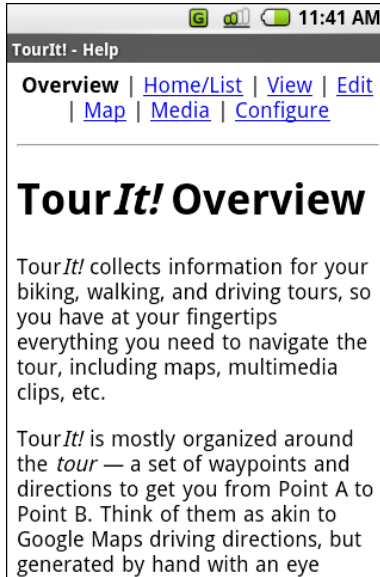 G 11:41 AM
TourIt! - Help
Overview | Home/List | View | Edit
| Map | Media | Configure
TourIt! Overview
TourIt! collects information for your
biking, walking, and driving tours, so
you have at your fingertips
everything you need to navigate the
tour, including maps, multimedia
clips, etc.
TourIt! is mostly organized around
the tour — a set of waypoints and
directions to get you from Point A to
Point B. Think of them as akin to
Google Maps driving directions, but
generated by hand with an eye